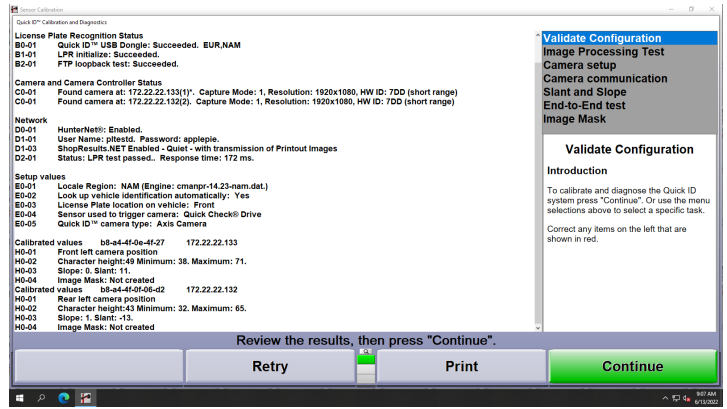 Sensor Calibration
Quick ID™ Calibration and Diagnostics
License Plate Recognition Status
B0-01 Quick ID™ USB Dongle: Succeeded. EUR,NAM
B1-01 LPR initialize: Succeeded.
B2-01 FTP loopback test: Succeeded.
Camera and Camera Controller Status
C0-01 Found camera at: 172.22.22.133(1)*. Capture Mode: 1, Resolution: 1920x1080, HW ID: 7DD (short range)
C0-01 Found camera at: 172.22.22.132(2). Capture Mode: 1, Resolution: 1920x1080, HW ID: 7DD (short range)
Network
D0-01 HunterNet®: Enabled.
D1-01 User Name: pltestd. Password: applepie.
D1-03 ShopResults.NET Enabled - Quiet - with transmission of Printout Images
D2-01 Status: LPR test passed.. Response time: 172 ms.
Setup values
E0-01 Locale Region: NAM (Engine: cmanpr-14.23-nam.dat.)
E0-02 Look up vehicle identification automatically: Yes
E0-03 License Plate location on vehicle: Front
E0-04 Sensor used to trigger camera: Quick Check® Drive
E0-05 Quick ID™ camera type: Axis Camera
Calibrated values b8-a4-4f-0e-4f-27 172.22.22.133
H0-01 Front left camera position
H0-02 Character height:49 Minimum: 38. Maximum: 71.
H0-03 Slope: 0. Slant: 11.
H0-04 Image Mask: Not created
Calibrated values b8-a4-4f-0f-06-d2 172.22.22.132
H0-01 Rear left camera position
H0-02 Character height:43 Minimum: 32. Maximum: 65.
H0-03 Slope: 1. Slant: -13.
H0-04 Image Mask: Not created
Validate Configuration
Image Processing Test
Camera setup
Camera communication
Slant and Slope
End-to-End test
Image Mask
Validate Configuration
Introduction
To calibrate and diagnose the Quick ID
system press "Continue". Or use the menu
selections above to select a specific task.
Correct any items on the left that are
shown in red.
Review the results, then press "Continue".
Retry
Print
Continue
9:07 AM
6/13/2022